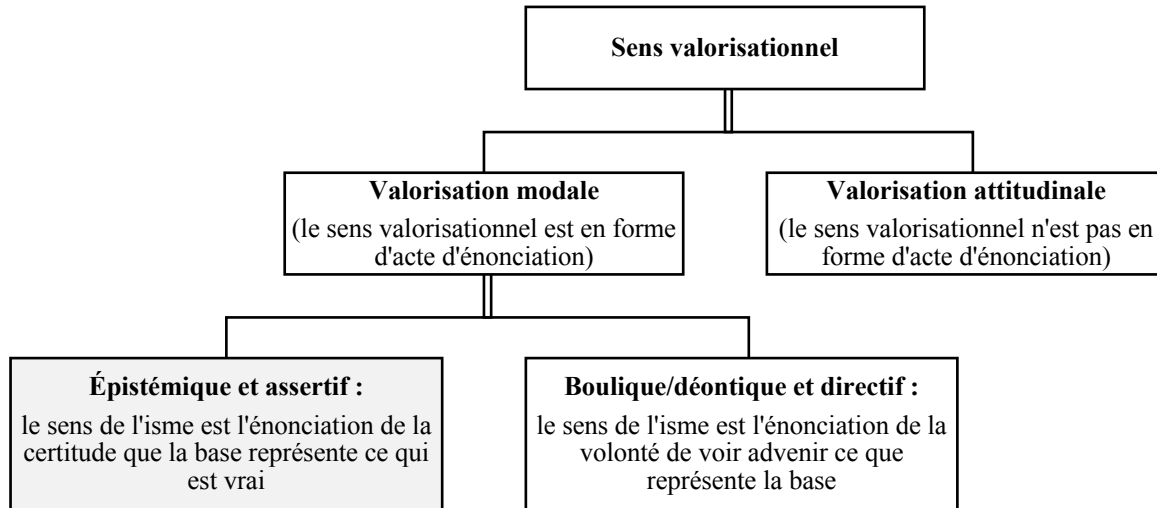 Sens valorisationnel
Valorisation modale
(le sens valorisationnel est en forme
d'acte d'énonciation)
Valorisation attitudinale
(le sens valorisationnel n'est pas en
forme d'acte d'énonciation)
Épistémique et assertif :
le sens de l'isme est l'énonciation de la
certitude que la base représente ce qui
est vrai
Boulique/déontique et directif :
le sens de l'isme est l'énonciation de la
volonté de voir advenir ce que
représente la base